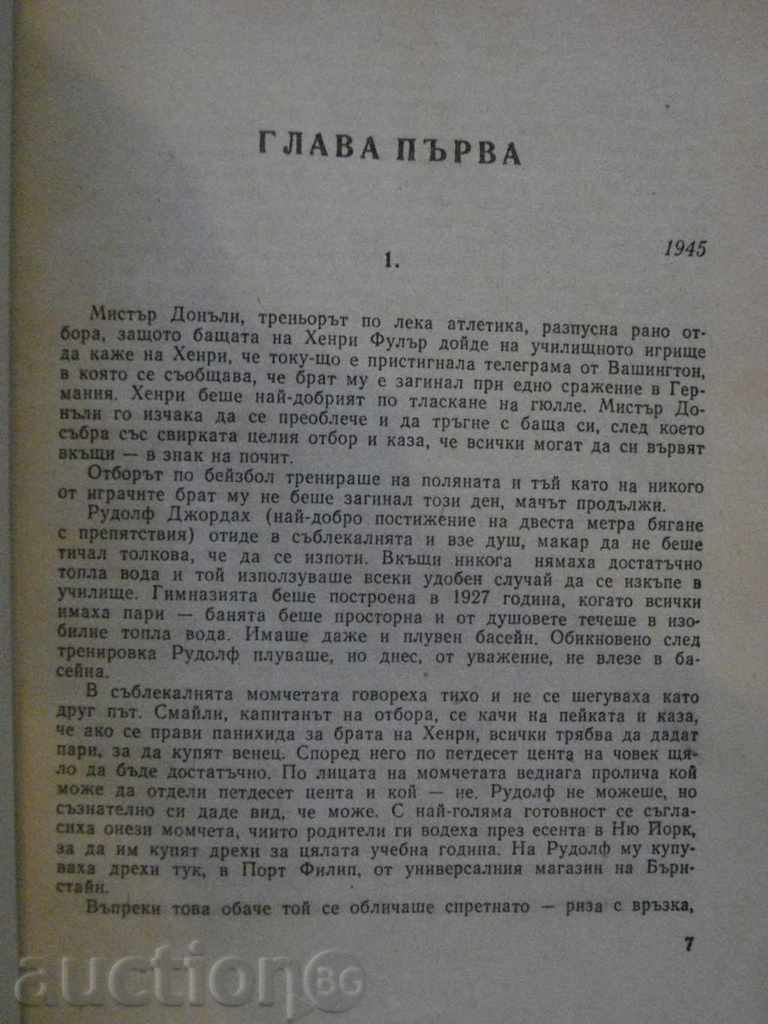 ГЛАВА ПЪРВА
1945
1.
Мистър Донъли, треньорът по лека атлетика, разпусна рано от-
бора, защото бащата на Хенри Фулър дойде на училищното игрище
да каже на Хенри, че току-що е пристигнала телеграма от Вашингтон,
в която се съобщава, че брат му е загинал при едно сражение в Гер-
мания. Хенри беше най-добрият по тласкане на гюлле. Мистър До-
нъли го изчака да се преоблече и да тръгне с баща си, след което
събра със свирката целия отбор и каза, че всички могат да си вървят
вкъщи — в знак на почит.
Отборът по бейзбол тренираше на поляната и тъй като на никого
от играчите брат му не беше загинал този ден, мачът продължи.
Рудолф Джордах (най-добро постижение на двеста метра бягане
с препятствия) отиде в съблекалнята и взе душ, макар да не беше
тичал толкова, че да се изпоти. Вкъщи никога нямаха достатъчно
топла вода и той използуваше всеки удобен случай да се изкъпе в
училище. Гимназията беше построена в 1927 година, когато всички
имаха пари — банята беше просторна и от душовете течеше в изо-
билие топла вода. Имаше даже и плувен басейн. Обикновено след
тренировка Рудолф плуваше, но днес, от уважение, не влезе в ба-
сейна.
В съблекалнята момчетата говореха тихо и не се шегуваха като
друг път. Смайли, капитанът на отбора, се качи на пейката и каза,
че ако се прави панихида за брата на Хенри, всички трябва да дадат
пари, за да купят венец. Според него по петдесет цента на човек щя-
ло да бъде достатъчно. По лицата на момчетата веднага пролича кой
може да отдели петдесет цента и кой — не. Рудолф не можеше, но
съзнателно си даде вид, че може. С най-голяма готовност се съгла-
сиха онези момчета, чиито родители ги водеха през есента в Ню Йорк,
за да им купят дрехи за цялата учебна година. На Рудолф му купу-
ваха дрехи тук, в Порт Филип, от универсалния магазин на Бърн-
стайн.
Въпреки това обаче той се обличаше спретнато — риза с връзка,
7
auctionBG